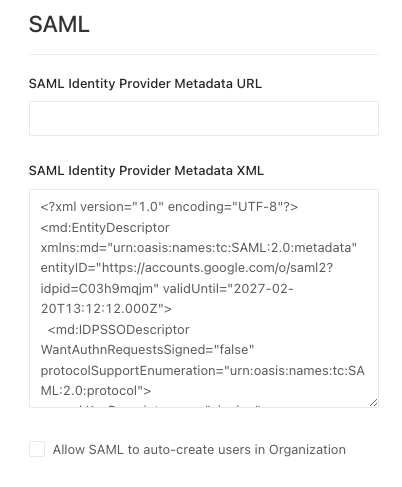 SAML
SAML Identity Provider Metadata URL
SAML Identity Provider Metadata XML
<?xml version="1.0" encoding="UTF-8"?>
<md:EntityDescriptor
xmlns:md="urn:oasis:names:tc:SAML:2.0:metadata"
entityID="https://accounts.google.com/o/saml2?
idpid=C03h9mqjm" validUntil="2027-02-
20T13:12:12.000Z">
<md:IDPSSODescriptor
WantAuthnRequestsSigned="false"
protocolSupportEnumeration="urn:oasis:names:tc:SA
ML:2.0:protocol">
Allow SAML to auto-create users in Organization